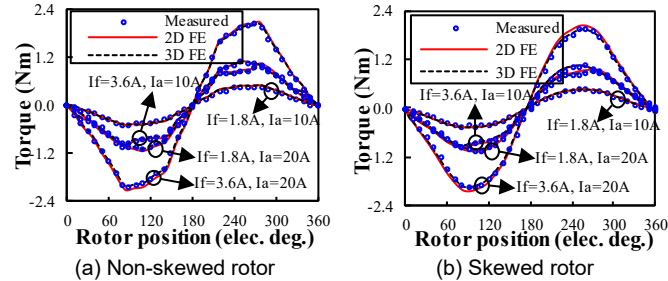 2.4
1.2
0.0
-1.2
-2.4
Torque (Nm)
Measured
2D FE
3D FE
If=3.6A, Ia=10A
If=1.8A, Ia=10A
If=1.8A, Ia=20A
If=3.6A, Ia=20A
0 60 120 180 240 300 360
Rotor position (elec. deg.)
(a) Non-skewed rotor
2.4
1.2
0.0
-1.2
-2.4
Torque (Nm)
Measured
2D FE
3D FE
If=3.6A, Ia=10A
If=1.8A, Ia=10A
If=1.8A, Ia=20A
If=3.6A, Ia=20A
0 60 120 180 240 300 360
Rotor position (elec. deg.)
(b) Skewed rotor